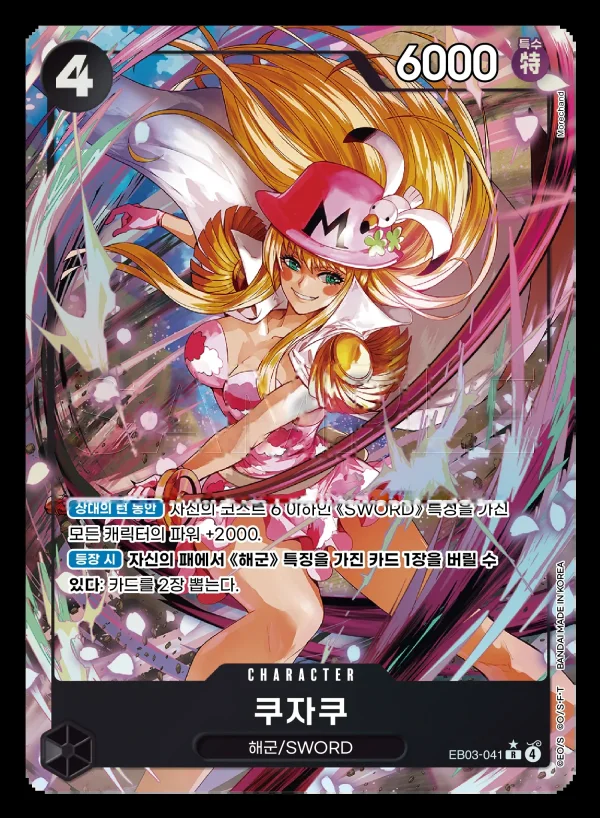 4
6000
특수
特
Morechand
M
SAMPLE
상대의 턴 동안 자신의 코스트 6 이하인 《SWORD》 특징을 가진
모든 캐릭터의 파워 +2000.
등장 시 자신의 패에서 《해군》 특징을 가진 카드 1장을 버릴 수
있다: 카드를 2장 뽑는다.
©EO/S ©O/S·F·T BANDAI MADE IN KOREA
CHARACTER
쿠자쿠
해군/SWORD
EB03-041 R 4